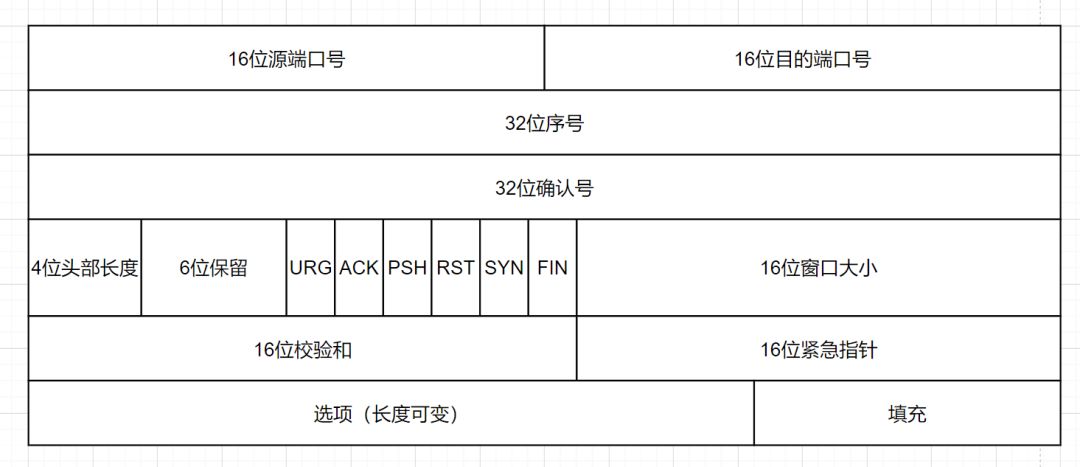 16位源端口号 16位目的端口号
32位序号
32位确认号
4位头部长度 6位保留 URG ACK PSH RST SYN FIN 16位窗口大小
16位校验和 16位紧急指针
选项（长度可变） 填充